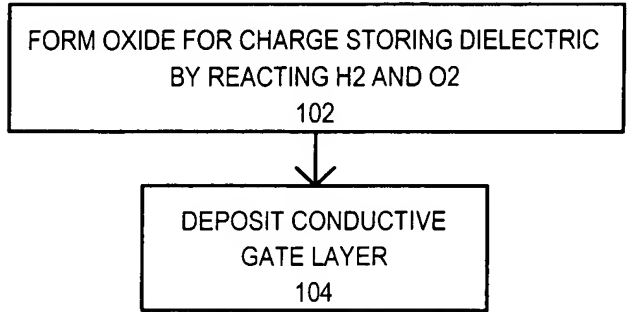 FORM OXIDE FOR CHARGE STORING DIELECTRIC
BY REACTING H2 AND O2
102
DEPOSIT CONDUCTIVE
GATE LAYER
104